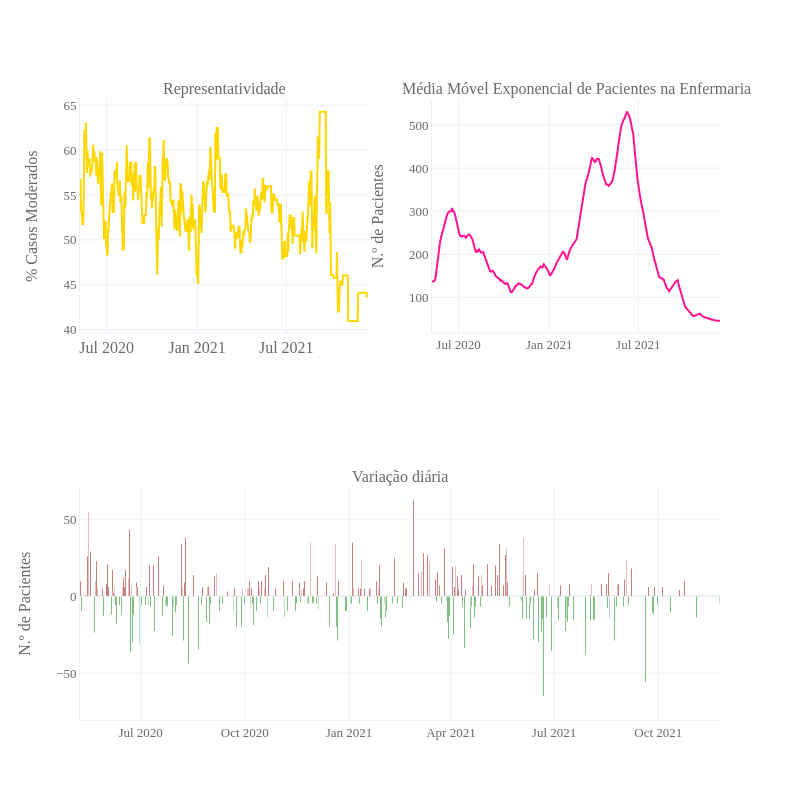 Representatividade
% Casos Moderados
65
60
55
50
45
40
Jul 2020
Jan 2021
Jul 2021
Média Móvel Exponencial de Pacientes na Enfermaria
N.º de Pacientes
500
400
300
200
100
Jul 2020
Jan 2021
Jul 2021
Variação diária
N.º de Pacientes
50
0
−50
Jul 2020
Oct 2020
Jan 2021
Apr 2021
Jul 2021
Oct 2021